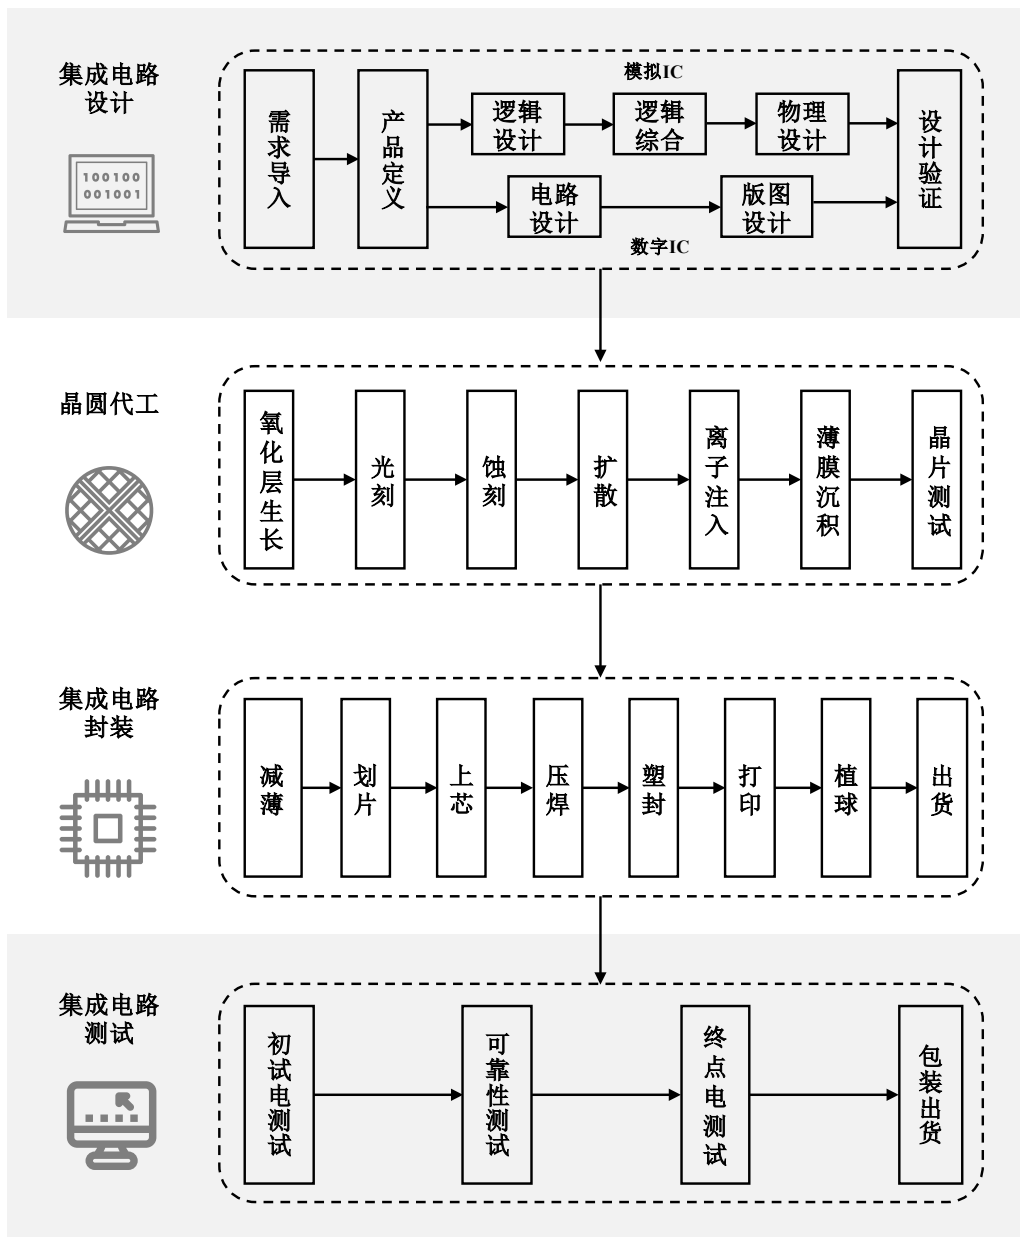 集成电路
设计
100100
001001
需求导入
产品定义
模拟IC
逻辑
设计
逻辑
综合
物理
设计
电路
设计
版图
设计
数字IC
设计验证
晶圆代工
氧化层生长
光刻
蚀刻
扩散
离子注入
薄膜沉积
晶片测试
集成电路
封装
减薄
划片
上芯
压焊
塑封
打印
植球
出货
集成电路
测试
初试电测试
可靠性测试
终点电测试
包装出货